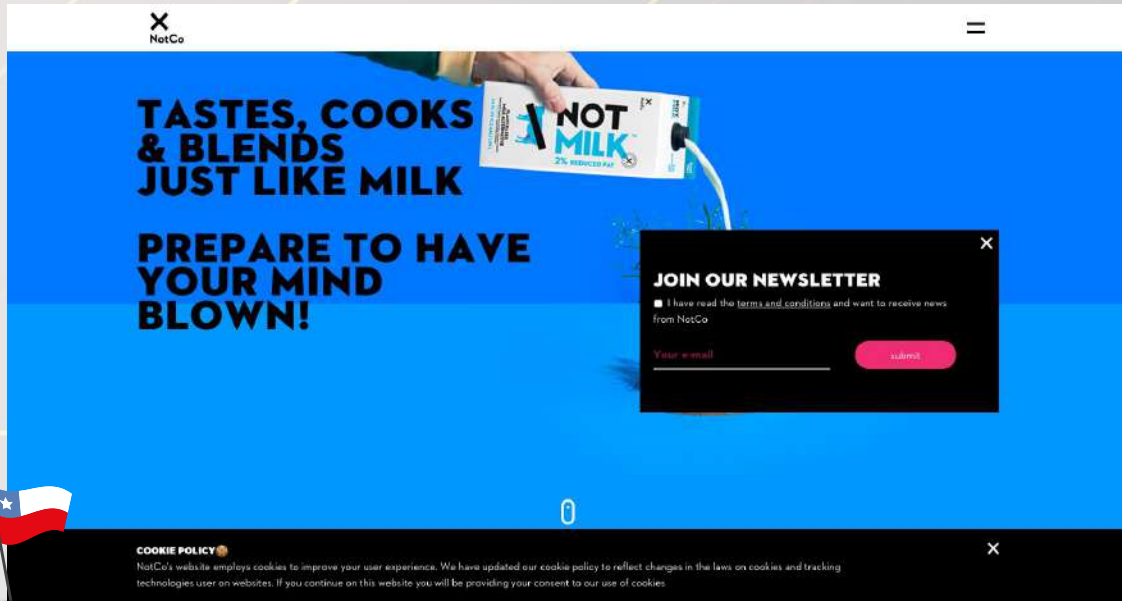 NotCo
TASTES, COOKS
& BLENDS
JUST LIKE MILK
PREPARE TO HAVE
YOUR MIND
BLOWN!
NOT
MILK™
2% REDUCED FAT
NotCo
JOIN OUR NEWSLETTER
I have read the terms and conditions and want to receive news
from NotCo
Your e-mail
submit
COOKIE POLICY🍪
NotCo's website employs cookies to improve your user experience. We have updated our cookie policy to reflect changes in the laws on cookies and tracking
technologies user on websites. If you continue on this website you will be providing your consent to our use of cookies